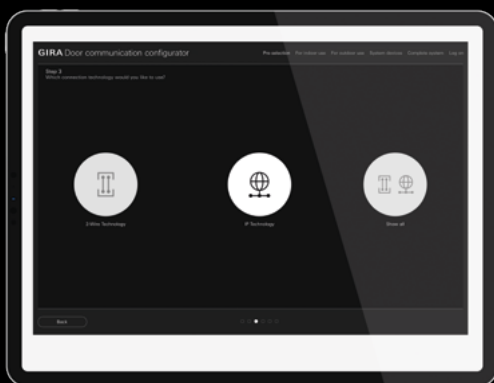 GIRA Door communication configurator
Pre-selection For indoor use For outdoor use System devices Complete system Log in
Step 3
Which connection technology would you like to use?
2-Wire Technology
IP Technology
Show all
Back